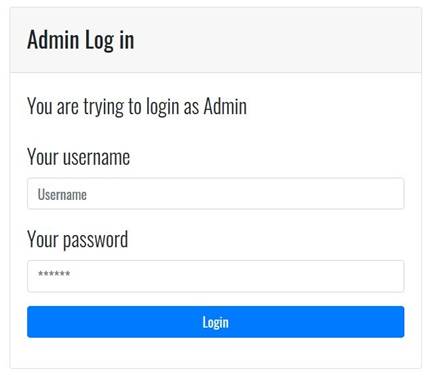 Admin Log in
You are trying to login as Admin
Your username
Username
Your password
******
Login